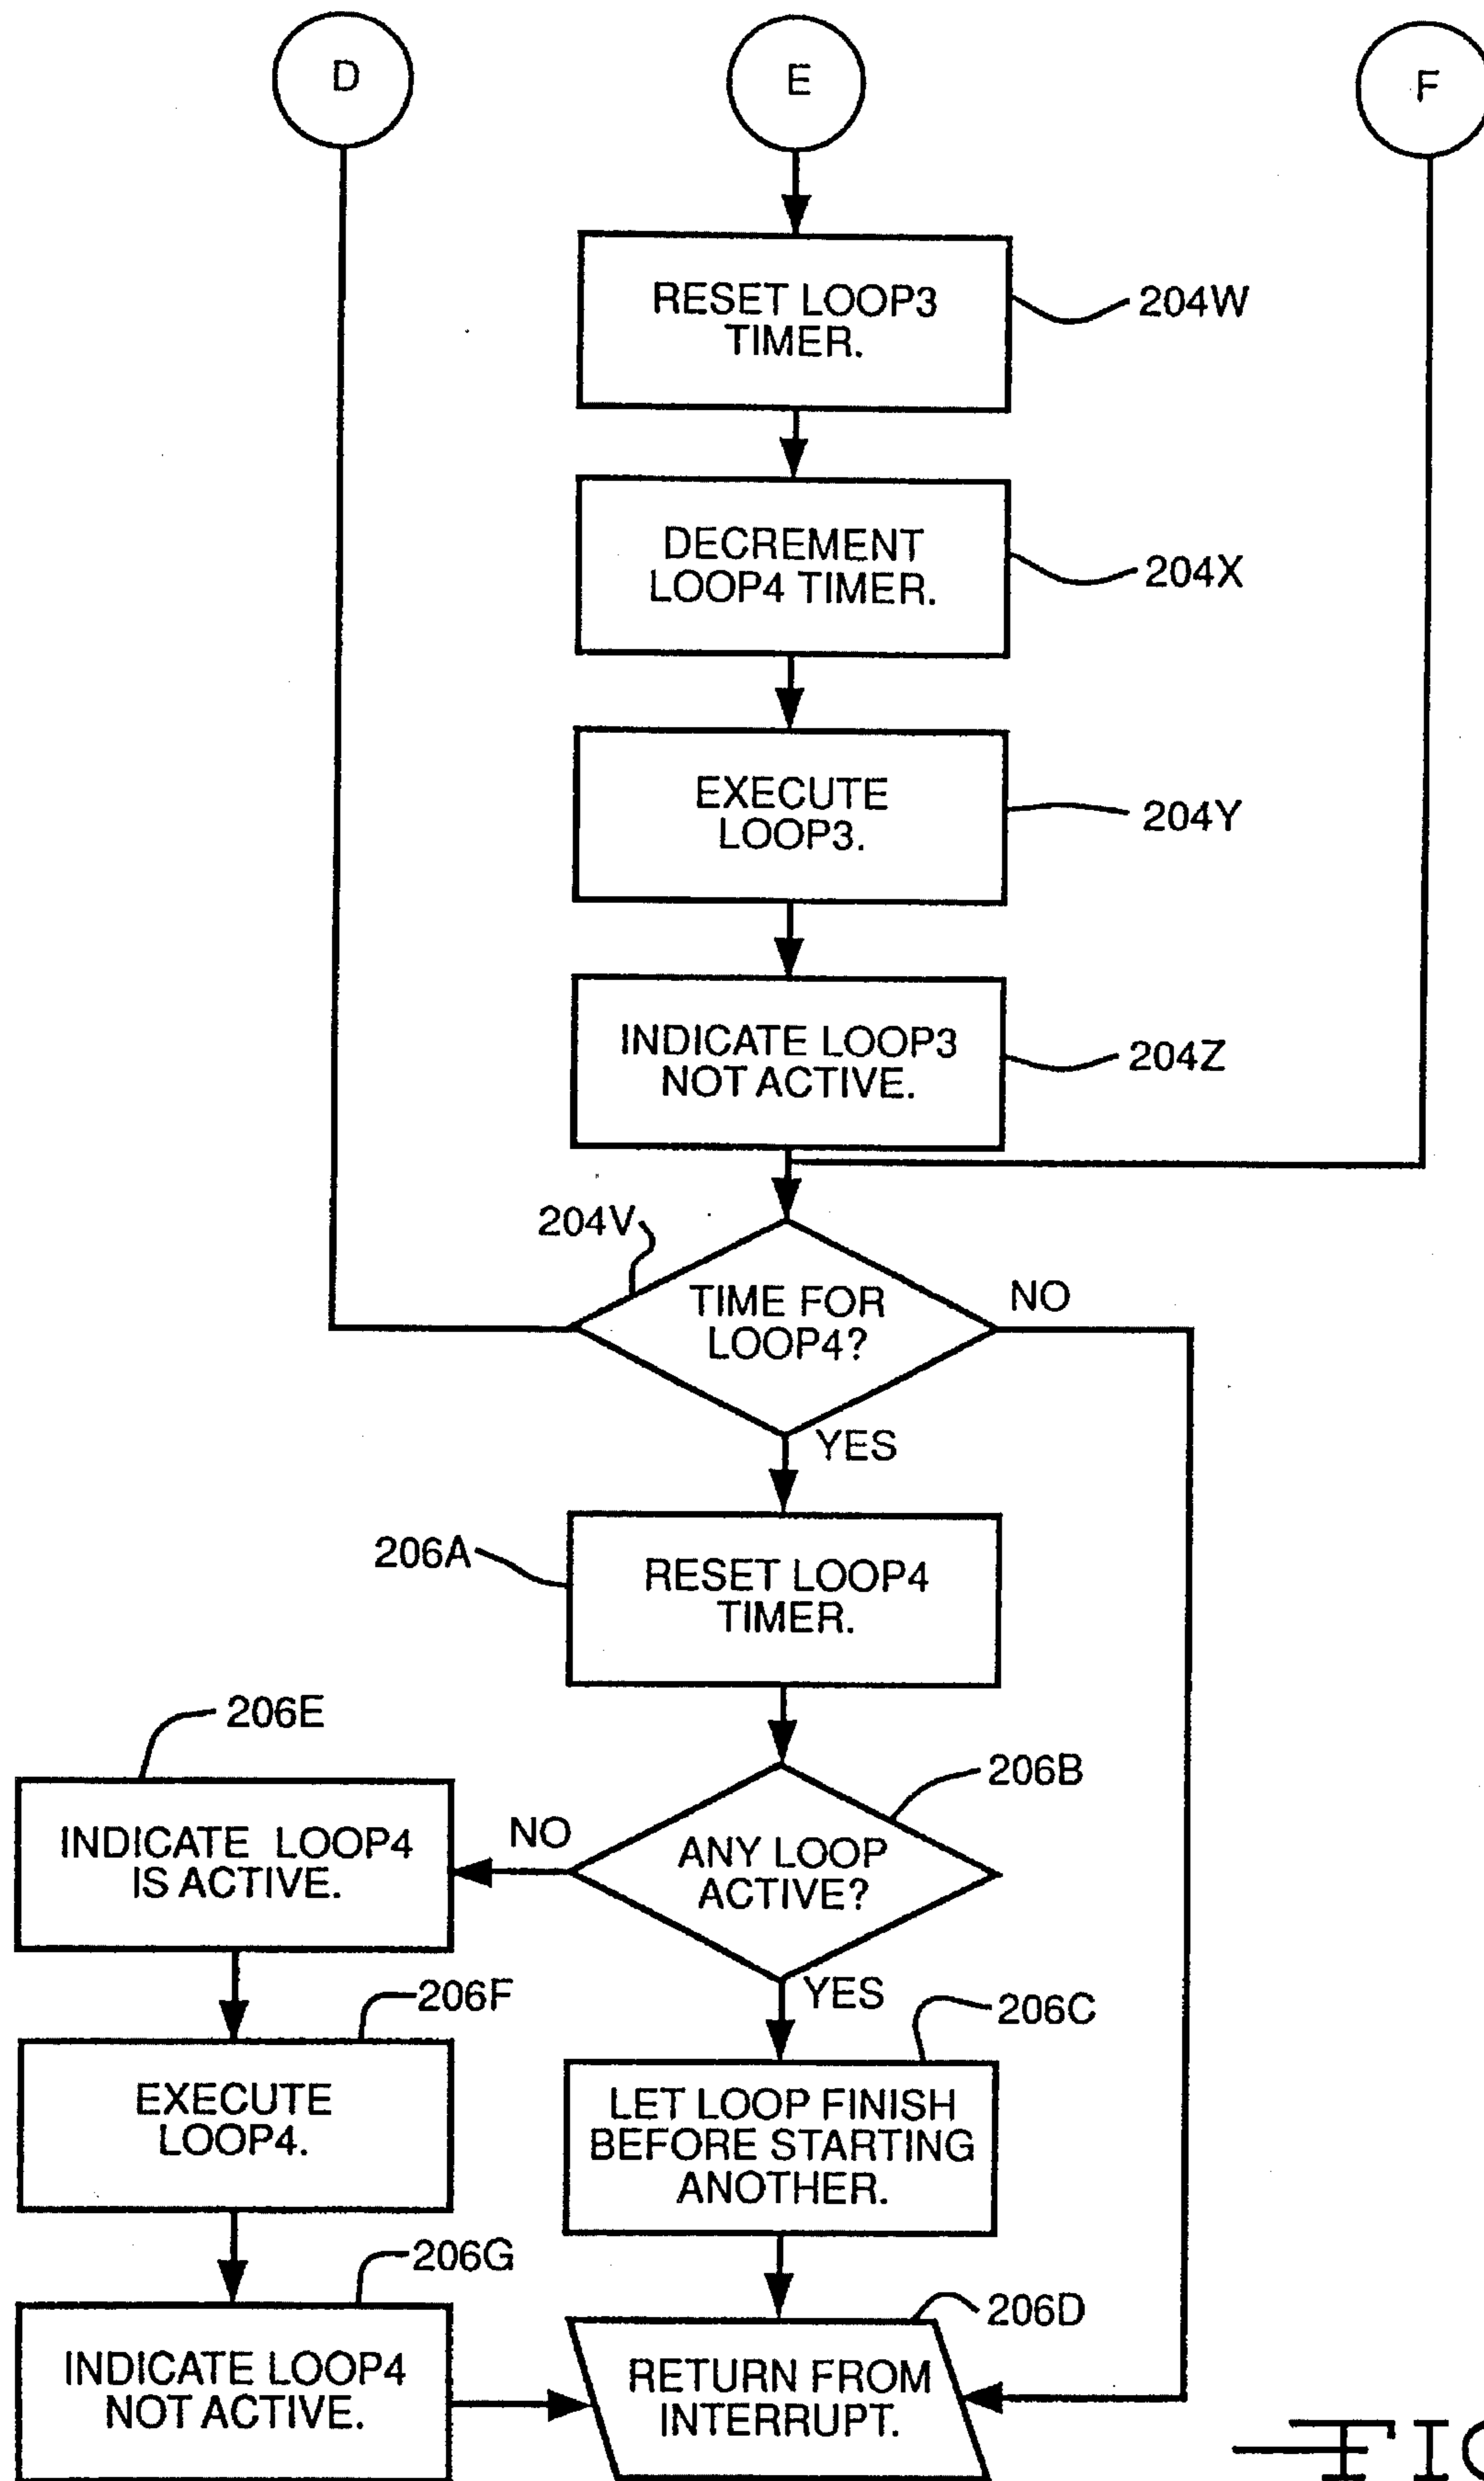 D
E
F
RESET LOOP3
TIMER.
204W
DECREMENT
LOOP4 TIMER.
204X
EXECUTE
LOOP3.
204Y
INDICATE LOOP3
NOT ACTIVE.
204Z
204V
TIME FOR
LOOP4?
NO
YES
206A
RESET LOOP4
TIMER.
206E
206B
INDICATE LOOP4
IS ACTIVE.
NO
ANY LOOP
ACTIVE?
YES
206F
206C
EXECUTE
LOOP4.
LET LOOP FINISH
BEFORE STARTING
ANOTHER.
206G
206D
INDICATE LOOP4
NOT ACTIVE.
RETURN FROM
INTERRUPT.